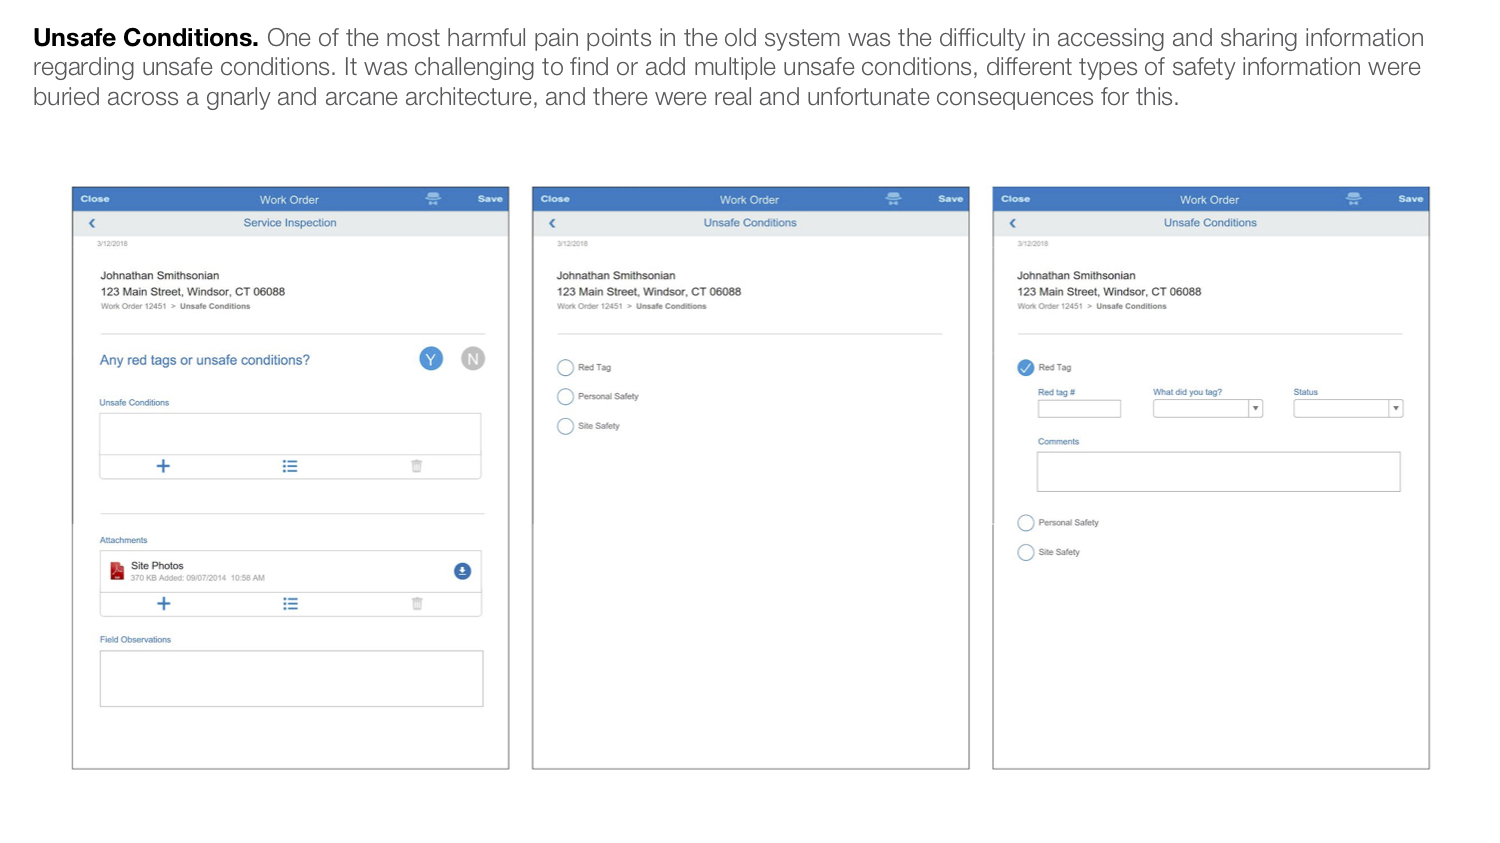 Unsafe Conditions. One of the most harmful pain points in the old system was the difficulty in accessing and sharing information
regarding unsafe conditions. It was challenging to find or add multiple unsafe conditions, different types of safety information were
buried across a gnarly and arcane architecture, and there were real and unfortunate consequences for this.
Close Work Order Save
Service Inspection
3/12/2018
Johnathan Smithsonian
123 Main Street, Windsor, CT 06088
Work Order 12451 > Unsafe Conditions
Any red tags or unsafe conditions? Y N
Unsafe Conditions
Attachments
Site Photos
370 KB Added: 09/07/2014 10:58 AM
Field Observations
Close Work Order Save
Unsafe Conditions
3/12/2018
Johnathan Smithsonian
123 Main Street, Windsor, CT 06088
Work Order 12451 > Unsafe Conditions
Red Tag
Personal Safety
Site Safety
Close Work Order Save
Unsafe Conditions
3/12/2018
Johnathan Smithsonian
123 Main Street, Windsor, CT 06088
Work Order 12451 > Unsafe Conditions
Red Tag
Red tag # What did you tag? Status
Comments
Personal Safety
Site Safety